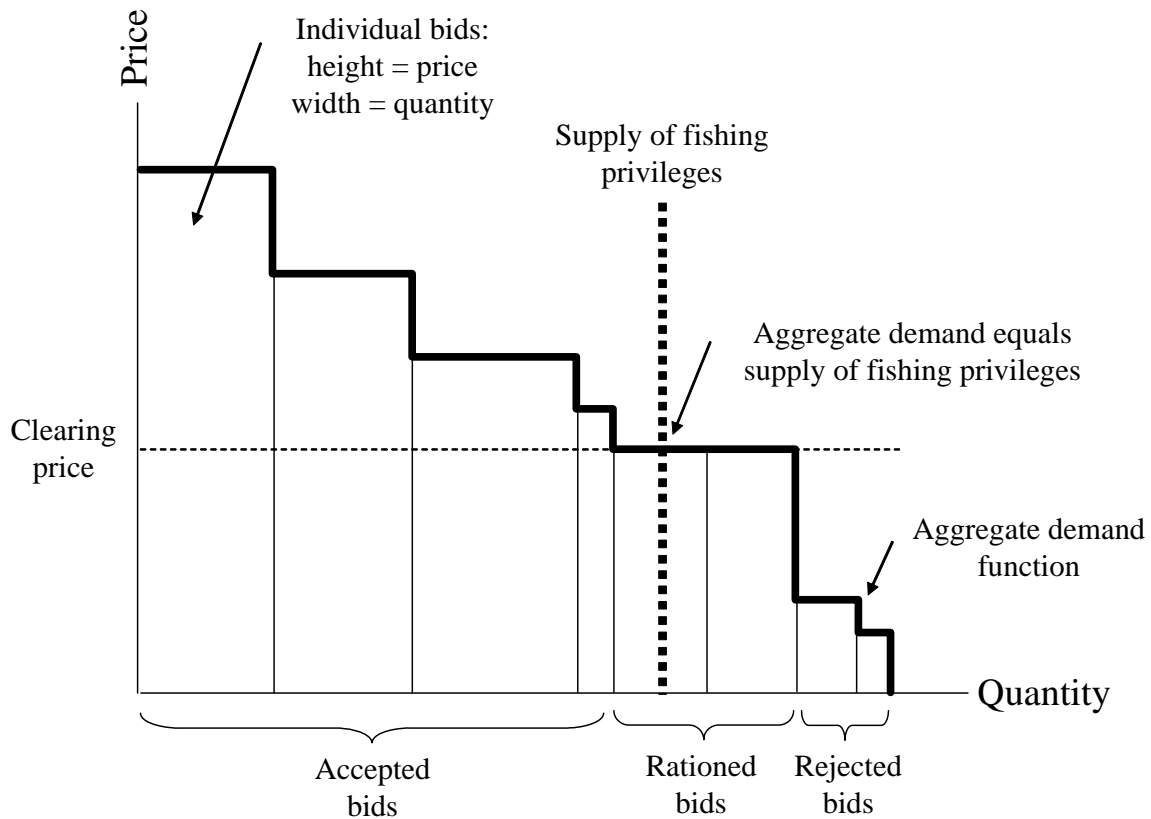 Price
Individual bids:
height = price
width = quantity
Supply of fishing
privileges
Aggregate demand equals
supply of fishing privileges
Clearing
price
Aggregate demand
function
Quantity
Accepted
bids
Rationed
bids
Rejected
bids